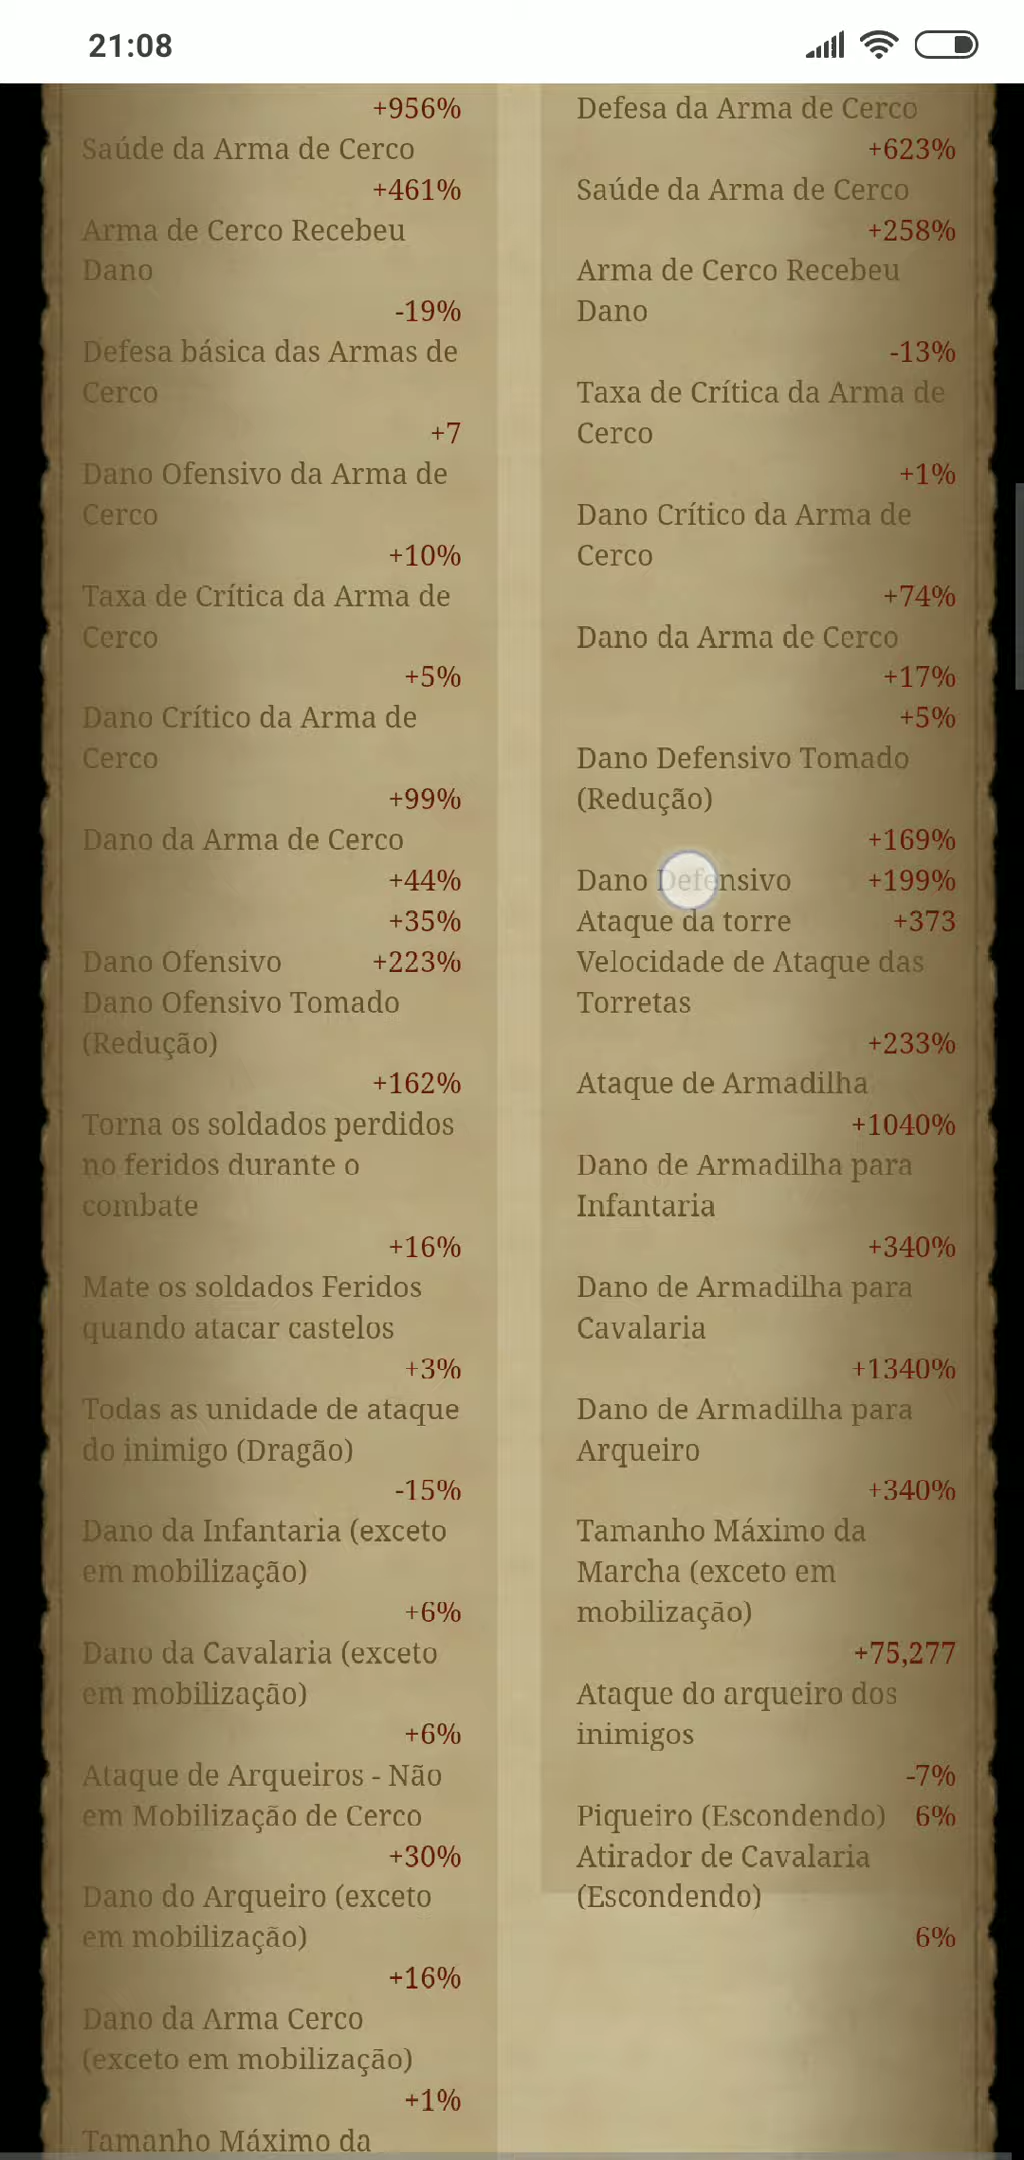 21:08
+956%
Saúde da Arma de Cerco
+461%
Arma de Cerco Recebeu
Dano
-19%
Defesa básica das Armas de
Cerco
+7
Dano Ofensivo da Arma de
Cerco
+10%
Taxa de Crítica da Arma de
Cerco
+5%
Dano Crítico da Arma de
Cerco
+99%
Dano da Arma de Cerco
+44%
+35%
Dano Ofensivo +223%
Dano Ofensivo Tomado
(Redução)
+162%
Torna os soldados perdidos
no feridos durante o
combate
+16%
Mate os soldados Feridos
quando atacar castelos
+3%
Todas as unidade de ataque
do inimigo (Dragão)
-15%
Dano da Infantaria (exceto
em mobilização)
+6%
Dano da Cavalaria (exceto
em mobilização)
+6%
Ataque de Arqueiros - Não
em Mobilização de Cerco
+30%
Dano do Arqueiro (exceto
em mobilização)
+16%
Dano da Arma Cerco
(exceto em mobilização)
+1%
Tamanho Máximo da
Defesa da Arma de Cerco
+623%
Saúde da Arma de Cerco
+258%
Arma de Cerco Recebeu
Dano
-13%
Taxa de Crítica da Arma de
Cerco
+1%
Dano Crítico da Arma de
Cerco
+74%
Dano da Arma de Cerco
+17%
+5%
Dano Defensivo Tomado
(Redução)
+169%
Dano Defensivo +199%
Ataque da torre +373
Velocidade de Ataque das
Torretas
+233%
Ataque de Armadilha
+1040%
Dano de Armadilha para
Infantaria
+340%
Dano de Armadilha para
Cavalaria
+1340%
Dano de Armadilha para
Arqueiro
+340%
Tamanho Máximo da
Marcha (exceto em
mobilização)
+75,277
Ataque do arqueiro dos
inimigos
-7%
Piqueiro (Escondendo) 6%
Atirador de Cavalaria
(Escondendo)
6%